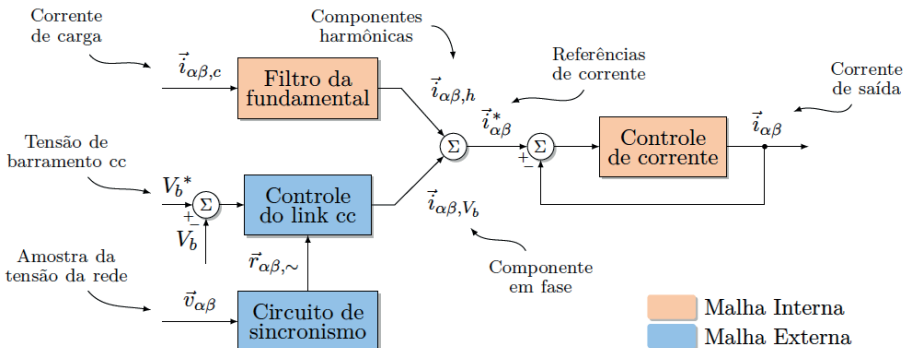 Corrente
de carga
Componentes
harmônicas
Referências
de corrente
Corrente
de saída
i⃗αβ,c
Filtro da
fundamental
i⃗αβ,h
i⃗*αβ
Σ
+
−
Σ
Controle
de corrente
i⃗αβ
Tensão de
barramento cc
Vb*
+
−
Σ
Vb
Controle
do link cc
i⃗αβ,Vb
Amostra da
tensão da rede
r⃗αβ,∼
Componente
em fase
v⃗αβ
Circuito de
sincronismo
Malha Interna
Malha Externa